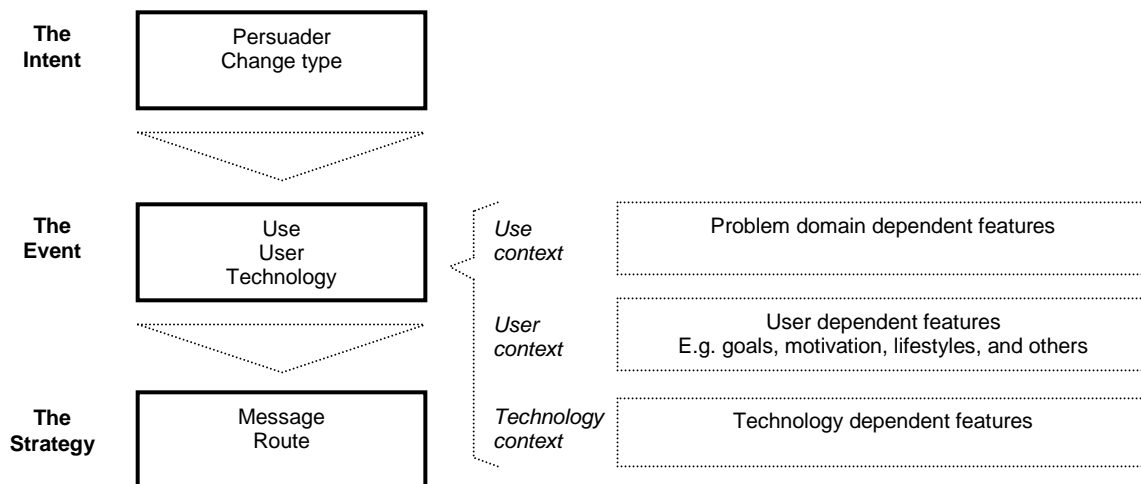 The
Intent
Persuader
Change type
The
Event
Use
User
Technology
Use
context
Problem domain dependent features
User
context
User dependent features
E.g. goals, motivation, lifestyles, and others
The
Strategy
Message
Route
Technology
context
Technology dependent features